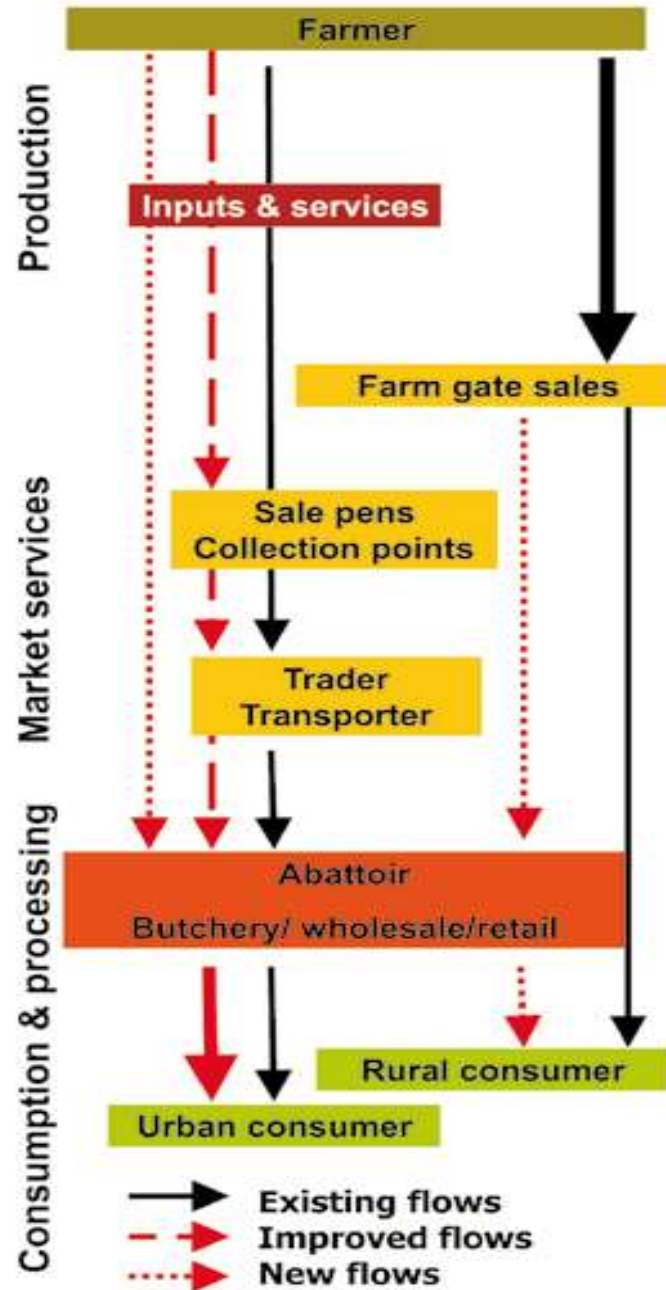 Farmer
Production
Inputs & services
Farm gate sales
Market services
Sale pens
Collection points
Trader
Transporter
Consumption & processing
Abattoir
Butchery/ wholesale/retail
Rural consumer
Urban consumer
Existing flows
Improved flows
New flows